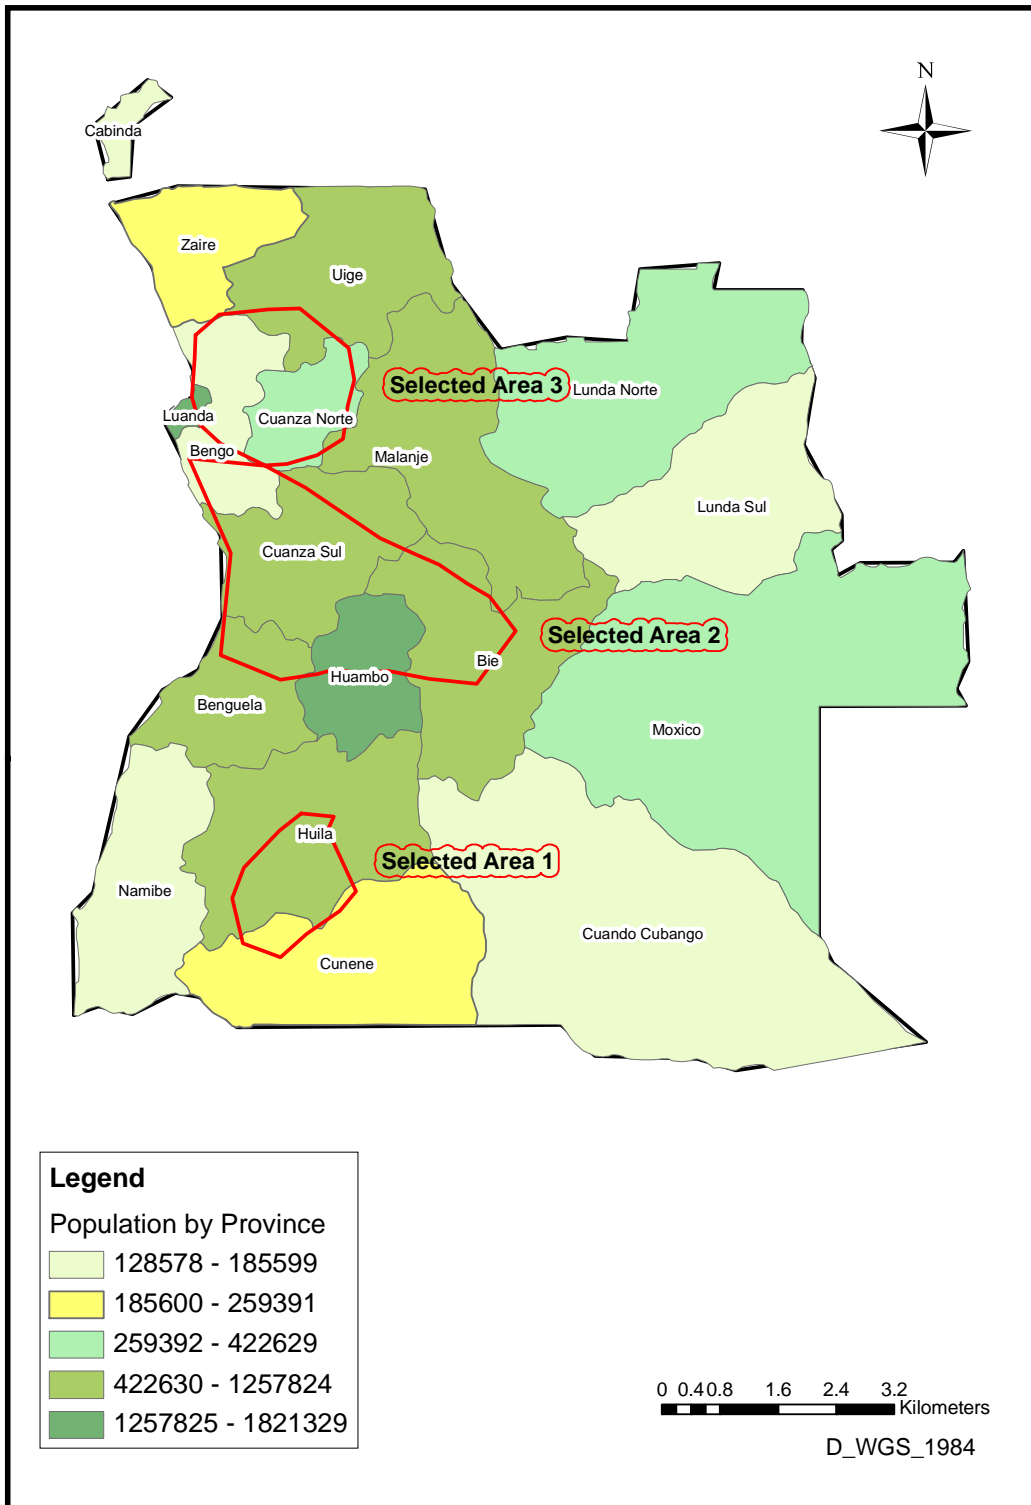 N
Cabinda
Zaire
Uige
Selected Area 3
Lunda Norte
Luanda
Cuanza Norte
Bengo
Malanje
Lunda Sul
Cuanza Sul
Selected Area 2
Bie
Huambo
Benguela
Moxico
Huila
Selected Area 1
Namibe
Cuando Cubango
Cunene
Legend
Population by Province
128578 - 185599
185600 - 259391
259392 - 422629
422630 - 1257824
1257825 - 1821329
0 0.4 0.8 1.6 2.4 3.2
Kilometers
D_WGS_1984